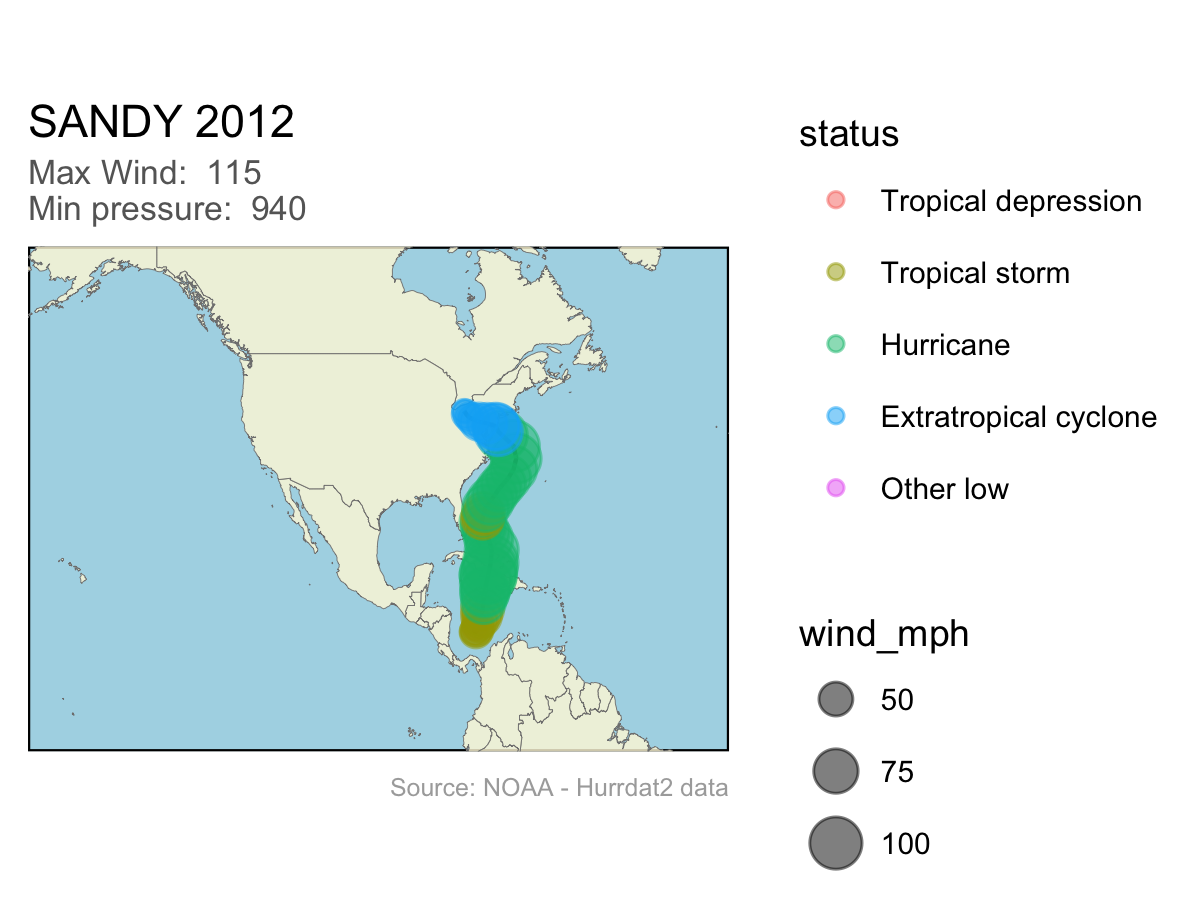 SANDY 2012
Max Wind:  115
Min pressure:  940
status
Tropical depression
Tropical storm
Hurricane
Extratropical cyclone
Other low
wind_mph
50
75
100
Source: NOAA - Hurrdat2 data